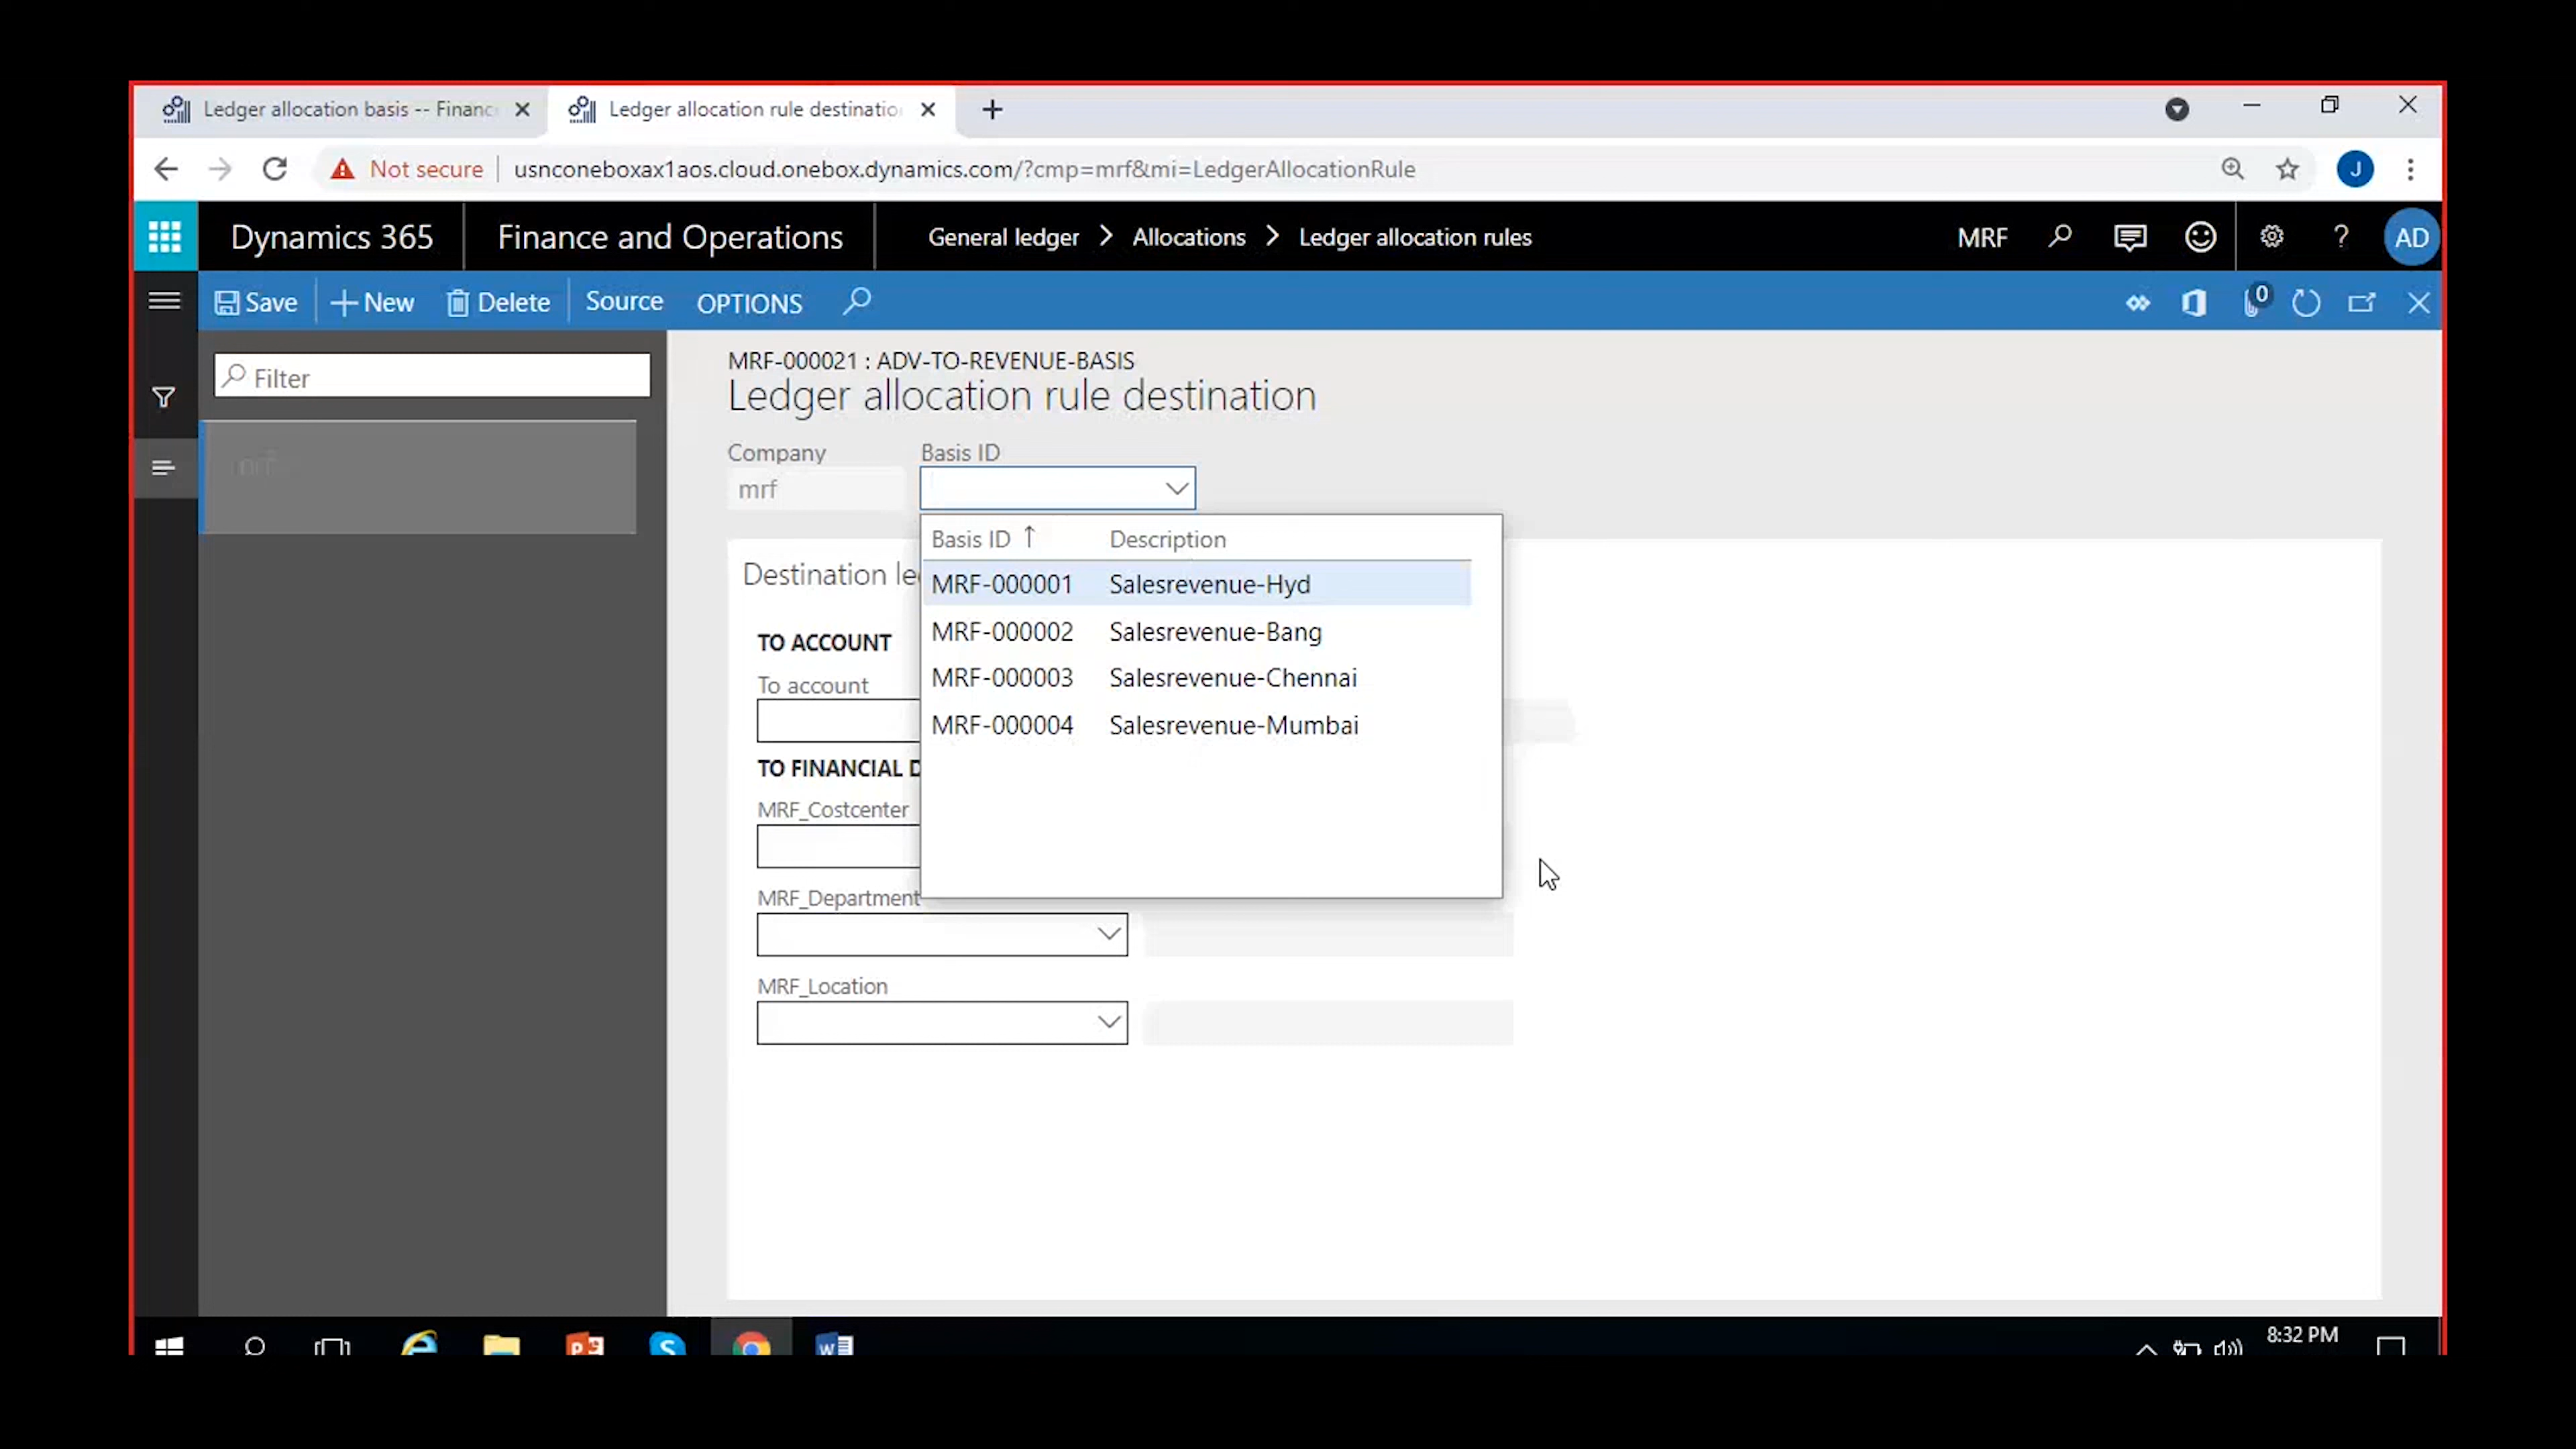 Ledger allocation basis -- Financ
Ledger allocation rule destinatio
Not secure
usnconeboxax1aos.cloud.onebox.dynamics.com/?cmp=mrf&mi=LedgerAllocationRule
J
Dynamics 365
Finance and Operations
General ledger > Allocations > Ledger allocation rules
MRF
?
AD
Save
New
Delete
Source
OPTIONS
0
Filter
mrf
MRF-000021 : ADV-TO-REVENUE-BASIS
Ledger allocation rule destination
Company
Basis ID
mrf
Basis ID ↑ Description
Destination le
MRF-000001 Salesrevenue-Hyd
MRF-000002 Salesrevenue-Bang
MRF-000003 Salesrevenue-Chennai
MRF-000004 Salesrevenue-Mumbai
TO ACCOUNT
To account
TO FINANCIAL D
MRF_Costcenter
MRF_Department
MRF_Location
8:32 PM